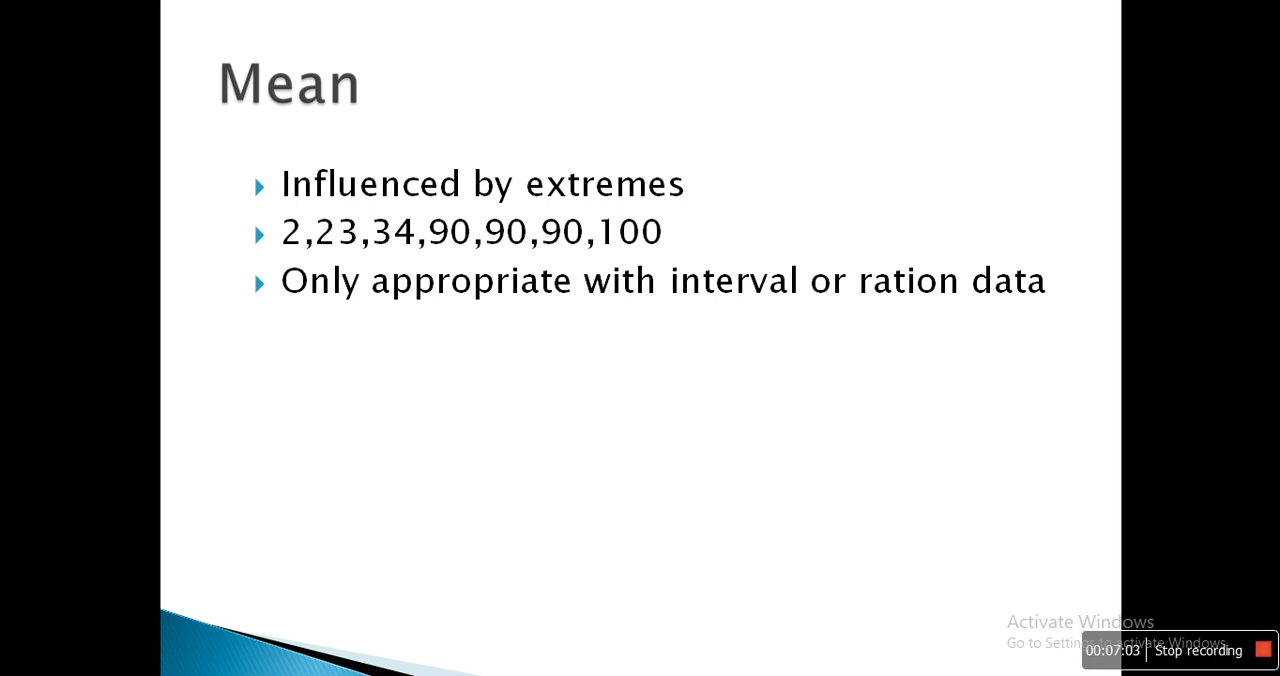 Mean
Influenced by extremes
2,23,34,90,90,90,100
Only appropriate with interval or ration data
Activate Windows
Go to Settings to activate Windows.
00:07:03 Stop recording